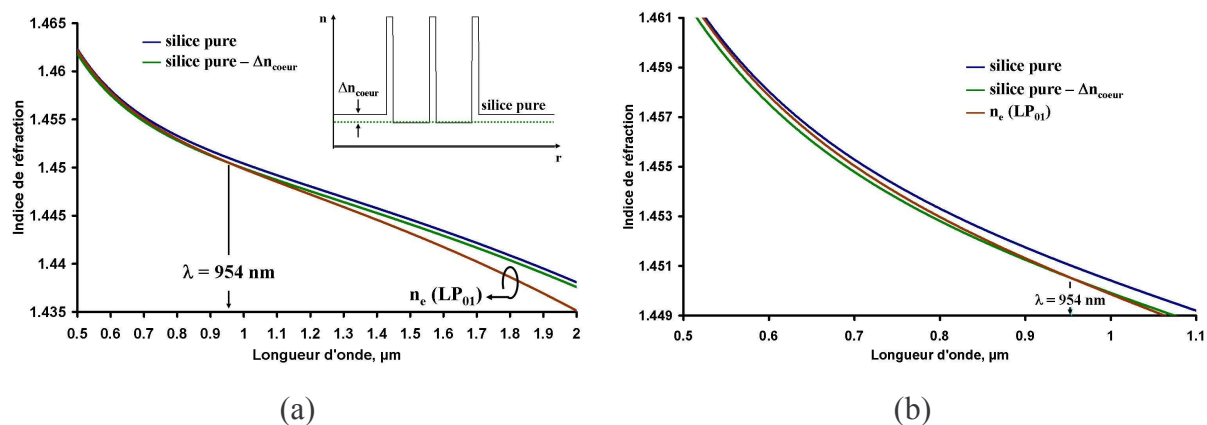 1.465
1.46
1.455
1.45
1.445
1.44
1.435
Indice de réfraction
silice pure
silice pure – Δncoeur
n
Δncoeur
silice pure
r
λ = 954 nm
ne (LP01)
0.5 0.6 0.7 0.8 0.9 1 1.1 1.2 1.3 1.4 1.5 1.6 1.7 1.8 1.9 2
Longueur d'onde, µm
(a)
1.461
1.459
1.457
1.455
1.453
1.451
1.449
Indice de réfraction
silice pure
silice pure – Δncoeur
ne (LP01)
λ = 954 nm
0.5 0.6 0.7 0.8 0.9 1 1.1
Longueur d'onde, µm
(b)